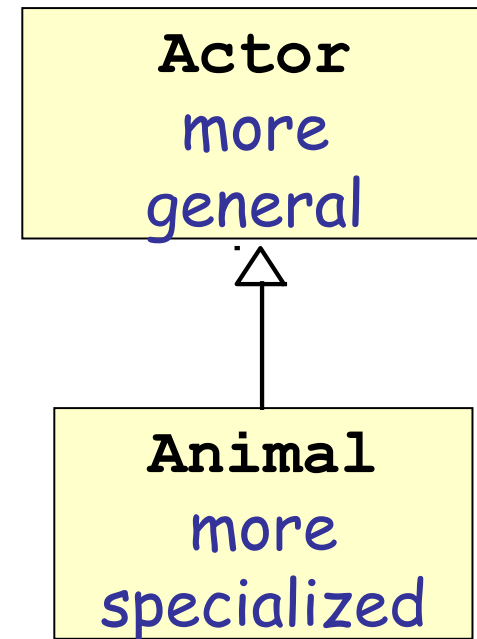 Actor
more
general
Animal
more
specialized